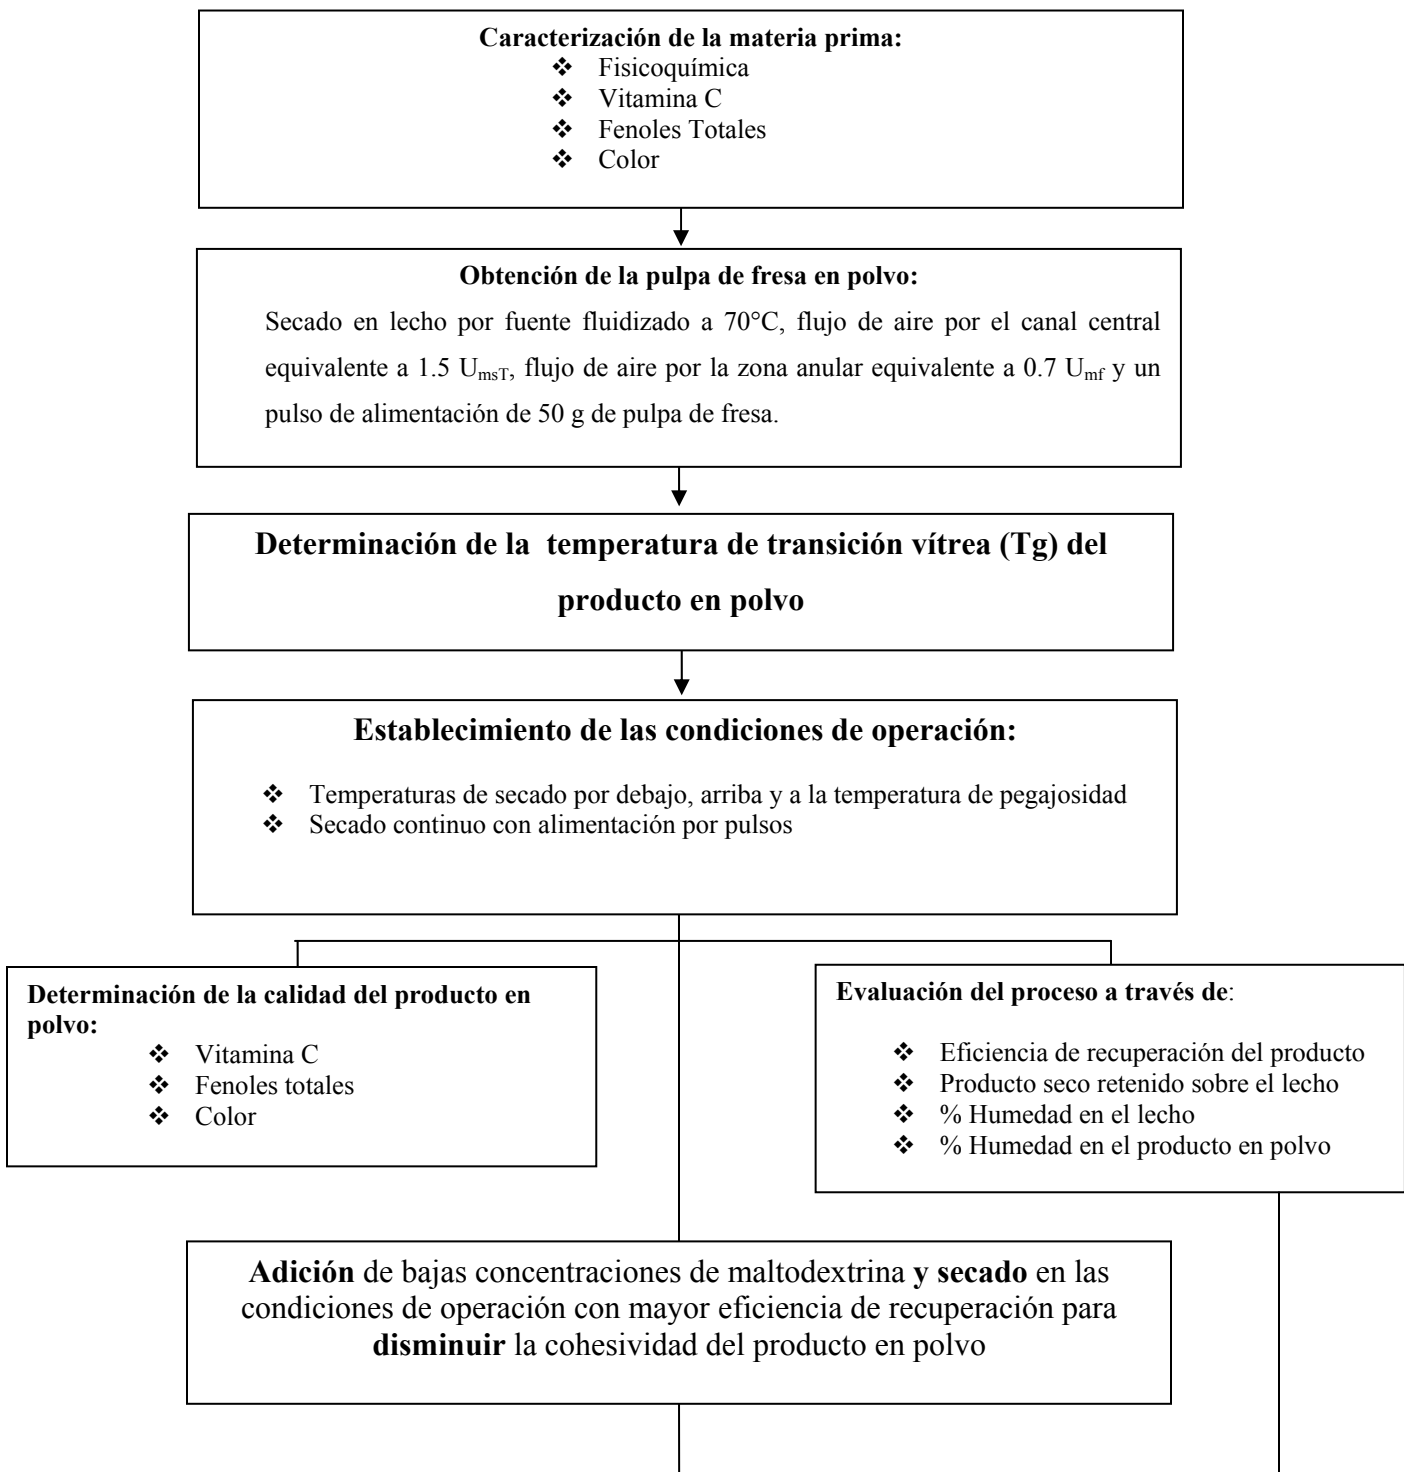 Caracterización de la materia prima:
❖ Fisicoquímica
❖ Vitamina C
❖ Fenoles Totales
❖ Color
Obtención de la pulpa de fresa en polvo:
Secado en lecho por fuente fluidizado a 70°C, flujo de aire por el canal central
equivalente a 1.5 UmsT, flujo de aire por la zona anular equivalente a 0.7 Umf y un
pulso de alimentación de 50 g de pulpa de fresa.
Determinación de la temperatura de transición vítrea (Tg) del
producto en polvo
Establecimiento de las condiciones de operación:
❖ Temperaturas de secado por debajo, arriba y a la temperatura de pegajosidad
❖ Secado continuo con alimentación por pulsos
Determinación de la calidad del producto en
polvo:
❖ Vitamina C
❖ Fenoles totales
❖ Color
Evaluación del proceso a través de:
❖ Eficiencia de recuperación del producto
❖ Producto seco retenido sobre el lecho
❖ % Humedad en el lecho
❖ % Humedad en el producto en polvo
Adición de bajas concentraciones de maltodextrina y secado en las
condiciones de operación con mayor eficiencia de recuperación para
disminuir la cohesividad del producto en polvo